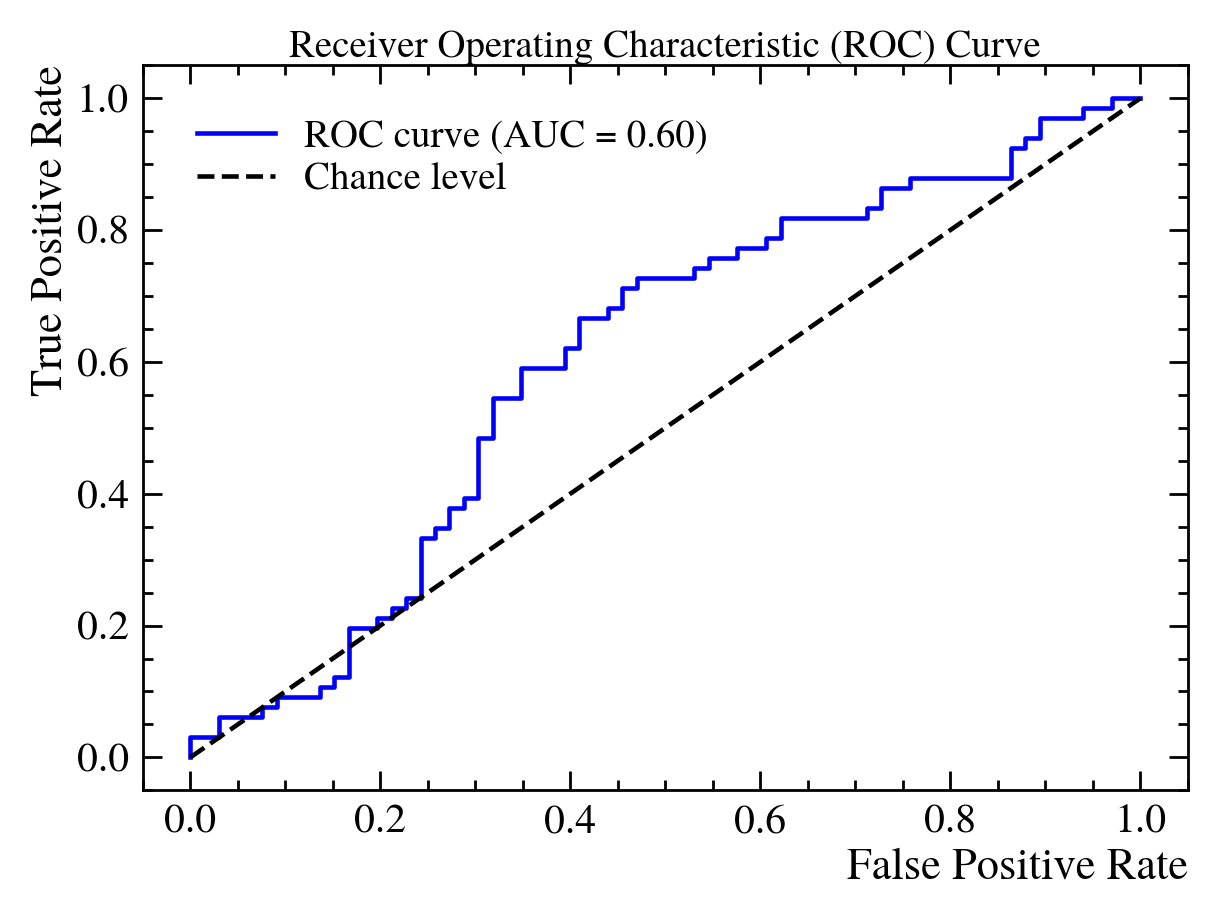 Receiver Operating Characteristic (ROC) Curve
True Positive Rate
1.0
0.8
0.6
0.4
0.2
0.0
ROC curve (AUC = 0.60)
Chance level
0.0 0.2 0.4 0.6 0.8 1.0
False Positive Rate